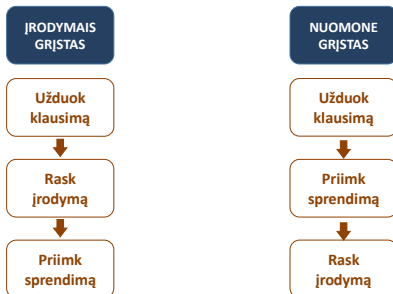 ĮRODYMAIS
GRĮSTAS
Užduok
klausimą
Rask
įrodymą
Priimk
sprendimą
NUOMONE
GRĮSTAS
Užduok
klausimą
Priimk
sprendimą
Rask
įrodymą